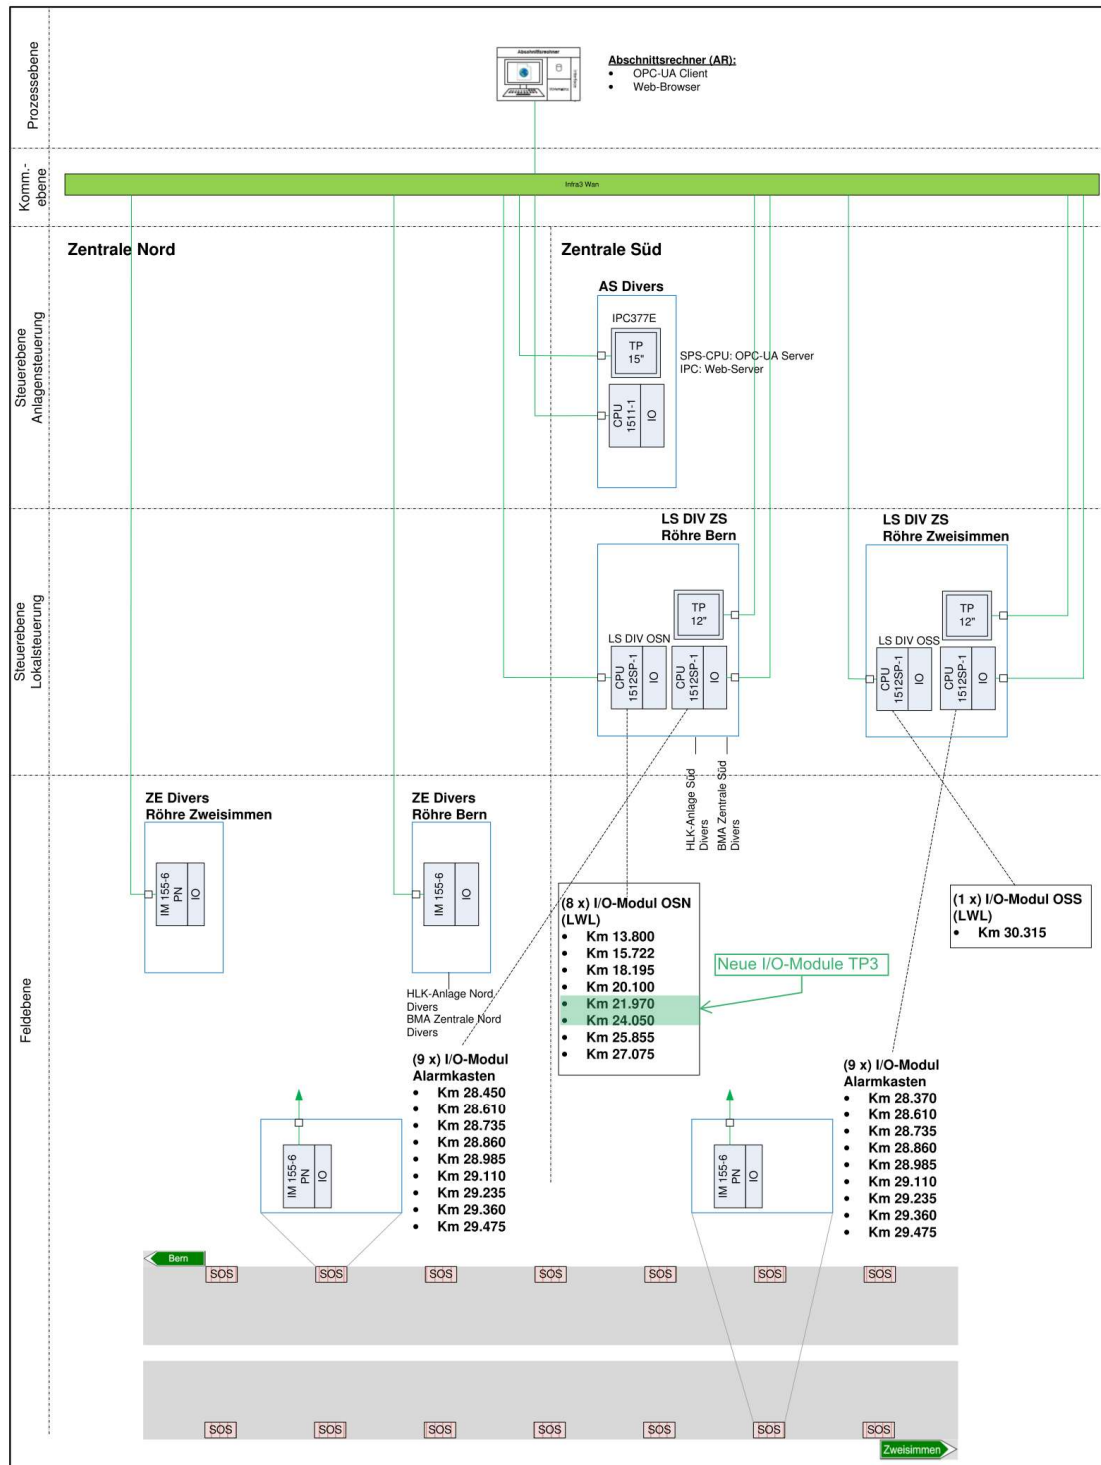 Prozessebene
Abschnittsrechner
Abschnittsrechner (AR):
• OPC-UA Client
• Web-Browser
Komm.-
ebene
Infra3 Wan
Zentrale Nord
Zentrale Süd
Steuerebene
Anlagensteuerung
AS Divers
IPC377E
TP
15"
SPS-CPU: OPC-UA Server
IPC: Web-Server
CPU
1511-1
IO
Steuerebene
Lokalsteuerung
LS DIV ZS
Röhre Bern
TP
12"
LS DIV OSN
CPU
1512SP-1
IO
CPU
1512SP-1
IO
LS DIV ZS
Röhre Zweisimmen
TP
12"
LS DIV OSS
CPU
1512SP-1
IO
CPU
1512SP-1
IO
HLK-Anlage Süd
Divers
BMA Zentrale Süd
Divers
Feldebene
ZE Divers
Röhre Zweisimmen
IM 155-6
PN
IO
ZE Divers
Röhre Bern
IM 155-6
IO
HLK-Anlage Nord
Divers
BMA Zentrale Nord
Divers
(8 x) I/O-Modul OSN
(LWL)
• Km 13.800
• Km 15.722
• Km 18.195
• Km 20.100
• Km 21.970
• Km 24.050
• Km 25.855
• Km 27.075
Neue I/O-Module TP3
(1 x) I/O-Modul OSS
(LWL)
• Km 30.315
(9 x) I/O-Modul
Alarmkasten
• Km 28.450
• Km 28.610
• Km 28.735
• Km 28.860
• Km 28.985
• Km 29.110
• Km 29.235
• Km 29.360
• Km 29.475
(9 x) I/O-Modul
Alarmkasten
• Km 28.370
• Km 28.610
• Km 28.735
• Km 28.860
• Km 28.985
• Km 29.110
• Km 29.235
• Km 29.360
• Km 29.475
IM 155-6
PN
IO
IM 155-6
PN
IO
Bern
SOS SOS SOS SOS SOS SOS SOS
SOS SOS SOS SOS SOS SOS SOS
Zweisimmen